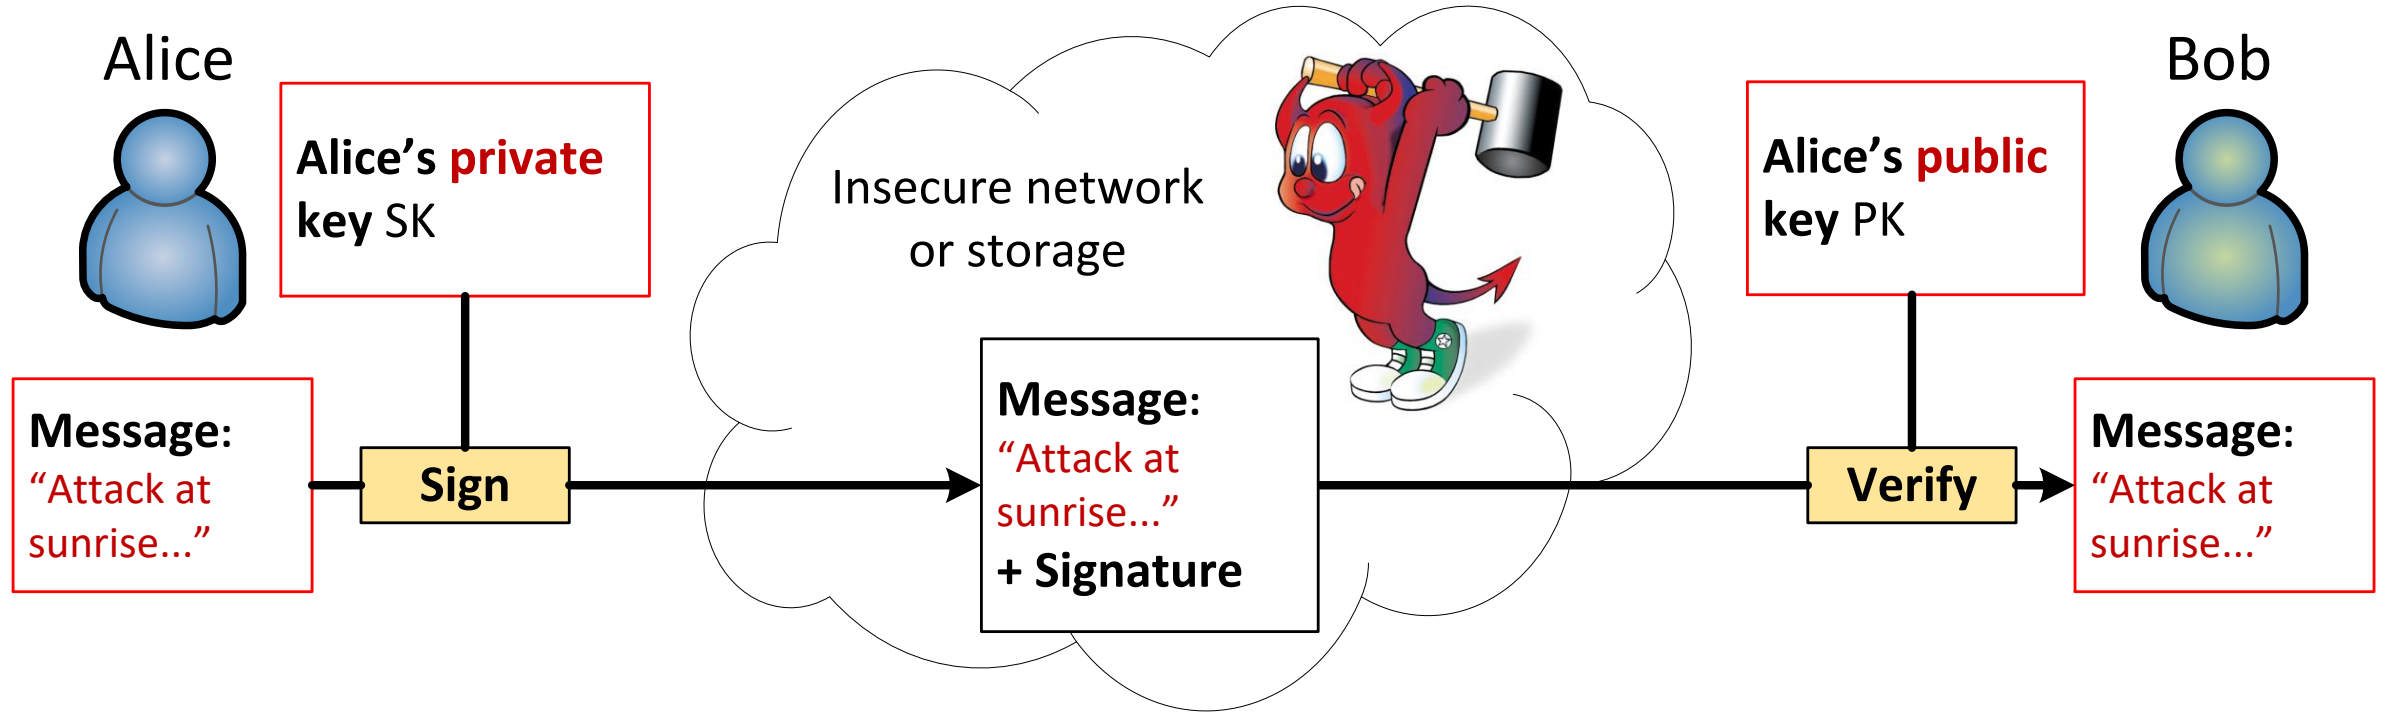 Alice
Alice’s private
key SK
Message:
“Attack at
sunrise...”
Sign
Insecure network
or storage
Message:
“Attack at
sunrise...”
+ Signature
Alice’s public
key PK
Verify
Bob
Message:
“Attack at
sunrise...”